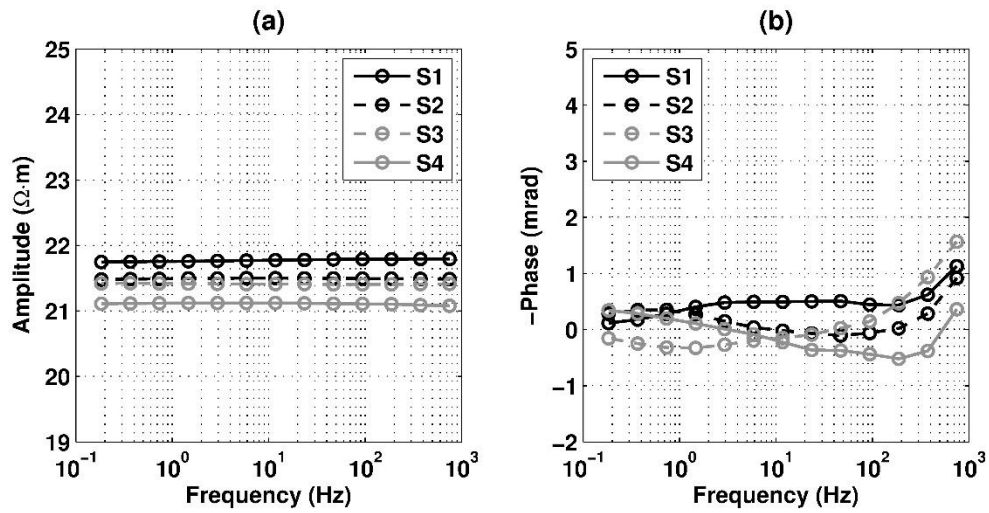 (a)
25
24
23
22
21
20
19
Amplitude (Ω·m)
S1
S2
S3
S4
10⁻¹ 10⁰ 10¹ 10² 10³
Frequency (Hz)
(b)
5
4
3
2
1
0
−1
−2
−Phase (mrad)
S1
S2
S3
S4
10⁻¹ 10⁰ 10¹ 10² 10³
Frequency (Hz)